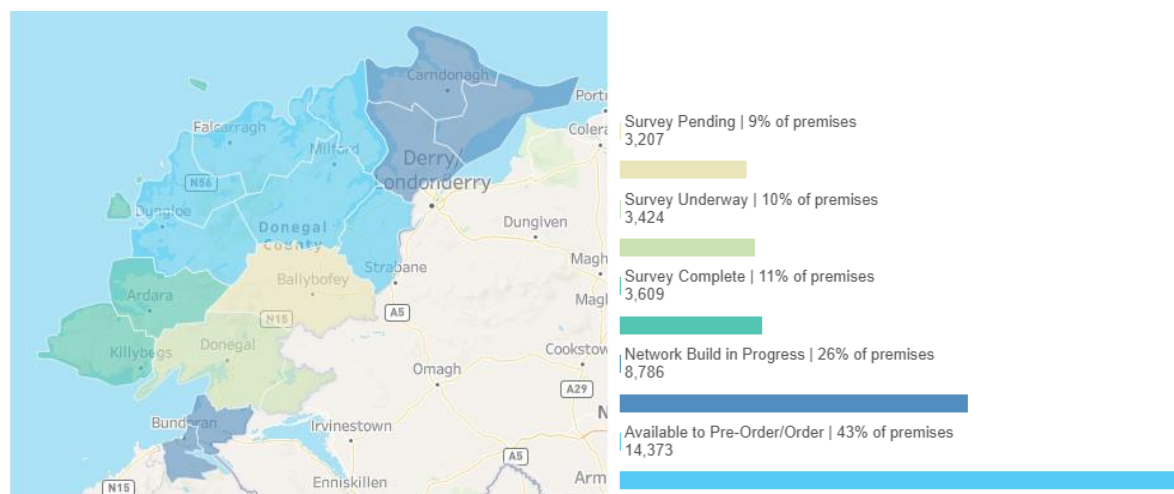 Carndonagh
Portr
Falcarragh
Colera
Milford
Derry/
Londonderry
N56
Dungloe
Dungiven
Donegal
County
Magh
Strabane
Ballybofey
Ardara
Magh
A5
N15
Killybegs
Donegal
Cookstow
Omagh
A29
N
Bundoran
Irvinestown
A5
Arm
Enniskillen
N15
Survey Pending | 9% of premises
3,207
Survey Underway | 10% of premises
3,424
Survey Complete | 11% of premises
3,609
Network Build in Progress | 26% of premises
8,786
Available to Pre-Order/Order | 43% of premises
14,373